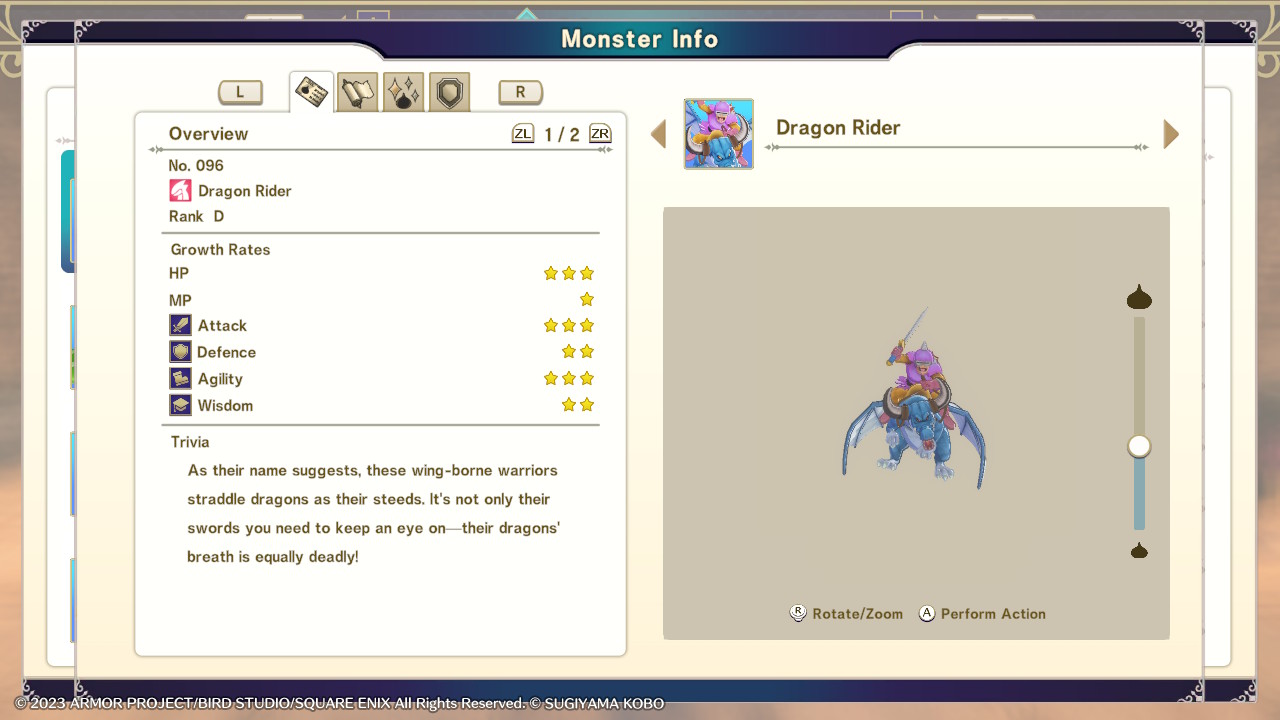 Monster Info
L
R
Overview
ZL 1 / 2 ZR
No. 096
Dragon Rider
Rank D
Growth Rates
HP
MP
Attack
Defence
Agility
Wisdom
Trivia
As their name suggests, these wing-borne warriors
straddle dragons as their steeds. It's not only their
swords you need to keep an eye on—their dragons'
breath is equally deadly!
Dragon Rider
R Rotate/Zoom A Perform Action
© 2023 ARMOR PROJECT/BIRD STUDIO/SQUARE ENIX All Rights Reserved. © SUGIYAMA KOBO